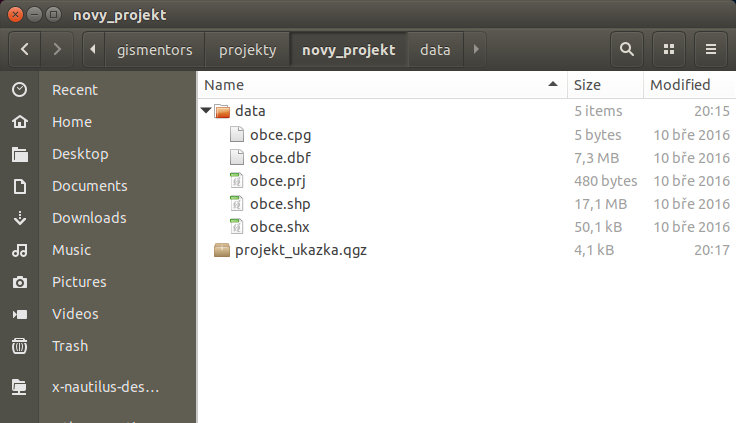 novy_projekt
gismentors projekty novy_projekt data
Name Size Modified
Recent
Home
Desktop
Documents
Downloads
Music
Pictures
Videos
Trash
x-nautilus-des...
data 5 items 20:15
obce.cpg 5 bytes 10 bře 2016
obce.dbf 7,3 MB 10 bře 2016
obce.prj 480 bytes 10 bře 2016
obce.shp 17,1 MB 10 bře 2016
obce.shx 50,1 kB 10 bře 2016
projekt_ukazka.qgz 4,1 kB 20:17